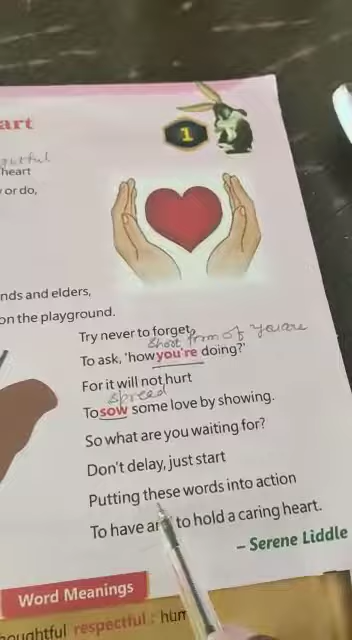 art
1
heart
or do,
nds and elders,
on the playground.
Try never to forget,
short form of you are
To ask, 'how you're doing?'
For it will not hurt
spread
To sow some love by showing.
So what are you waiting for?
Don't delay, just start
Putting these words into action
To have an to hold a caring heart.
– Serene Liddle
Word Meanings
houghtful respectful : hum